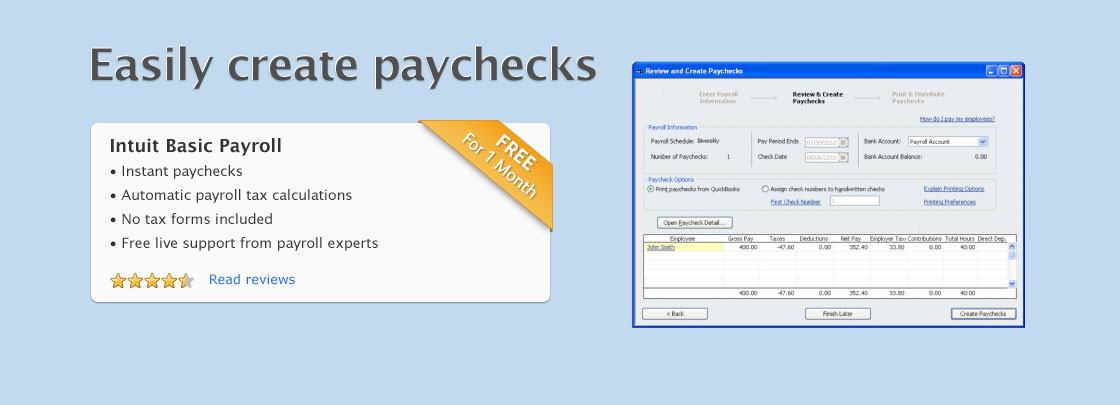 Easily create paychecks
Intuit Basic Payroll
• Instant paychecks
• Automatic payroll tax calculations
• No tax forms included
• Free live support from payroll experts
Read reviews
FREE
For 1 Month
Review and Create Paychecks
Enter Payroll
Information
Review & Create
Paychecks
Print & Distribute
Paychecks
How do I pay my employees?
Payroll Information
Payroll Schedule: Biweekly
Pay Period Ends 07/30/2010
Bank Account: Payroll Account
Number of Paychecks: 1
Check Date 08/06/2010
Bank Account Balance: 0.00
Paycheck Options
Print paychecks from QuickBooks
Assign check numbers to handwritten checks
Explain Printing Options
First Check Number 1
Printing Preferences
Open Paycheck Detail...
Employee Gross Pay Taxes Deductions Net Pay Employer Tax Contributions Total Hours Direct Dep.
John Smith 400.00 -47.60 0.00 352.40 33.80 0.00 40:00
400.00 -47.60 0.00 352.40 33.80 0.00 40:00
< Back
Finish Later
Create Paychecks